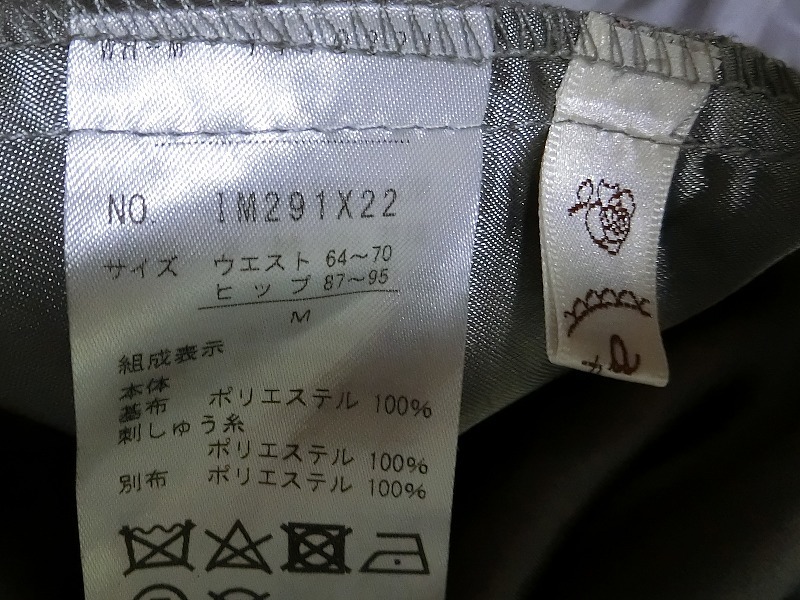 NO IM291X22
サイズ ウエスト 64〜70
ヒップ 87〜95
M
組成表示
本体
基布 ポリエステル 100%
刺しゅう糸
ポリエステル 100%
別布 ポリエステル 100%